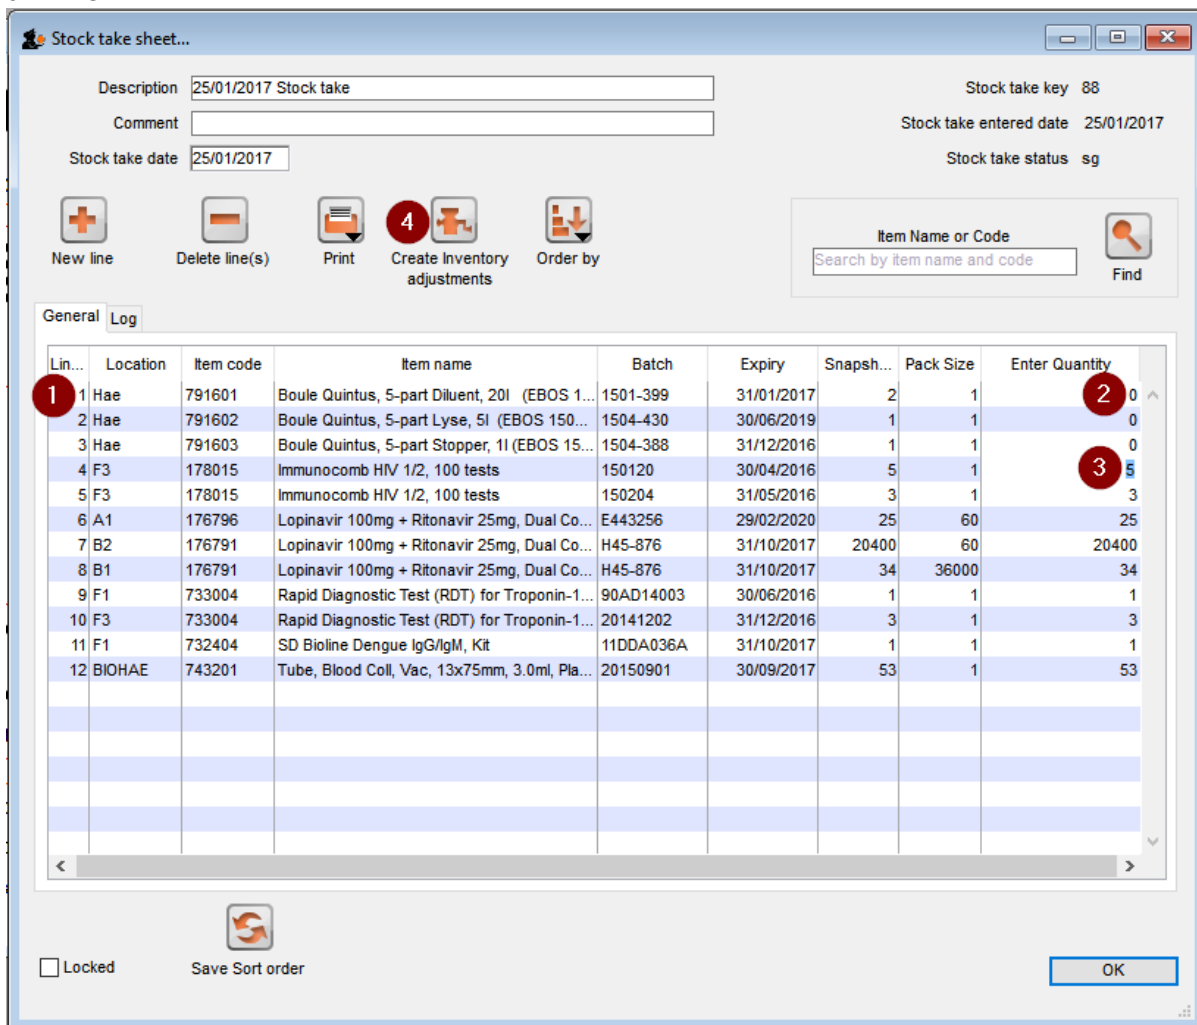 Stock take sheet...
Description 25/01/2017 Stock take Stock take key 88
Comment Stock take entered date 25/01/2017
Stock take date 25/01/2017 Stock take status sg
4
New line Delete line(s) Print Create Inventory adjustments Order by
Item Name or Code
Search by item name and code
Find
General Log
Lin... Location Item code Item name Batch Expiry Snapsh... Pack Size Enter Quantity
1 1 Hae 791601 Boule Quintus, 5-part Diluent, 20l (EBOS 1... 1501-399 31/01/2017 2 1 2 0
2 Hae 791602 Boule Quintus, 5-part Lyse, 5l (EBOS 150... 1504-430 30/06/2019 1 1 0
3 Hae 791603 Boule Quintus, 5-part Stopper, 1l (EBOS 15... 1504-388 31/12/2016 1 1 0
4 F3 178015 Immunocomb HIV 1/2, 100 tests 150120 30/04/2016 5 1 3 5
5 F3 178015 Immunocomb HIV 1/2, 100 tests 150204 31/05/2016 3 1 3
6 A1 176796 Lopinavir 100mg + Ritonavir 25mg, Dual Co... E443256 29/02/2020 25 60 25
7 B2 176791 Lopinavir 100mg + Ritonavir 25mg, Dual Co... H45-876 31/10/2017 20400 60 20400
8 B1 176791 Lopinavir 100mg + Ritonavir 25mg, Dual Co... H45-876 31/10/2017 34 36000 34
9 F1 733004 Rapid Diagnostic Test (RDT) for Troponin-1... 90AD14003 30/06/2016 1 1 1
10 F3 733004 Rapid Diagnostic Test (RDT) for Troponin-1... 20141202 31/12/2016 3 1 3
11 F1 732404 SD Bioline Dengue IgG/IgM, Kit 11DDA036A 31/10/2017 1 1 1
12 BIOHAE 743201 Tube, Blood Coll, Vac, 13x75mm, 3.0ml, Pla... 20150901 30/09/2017 53 1 53
Locked Save Sort order OK